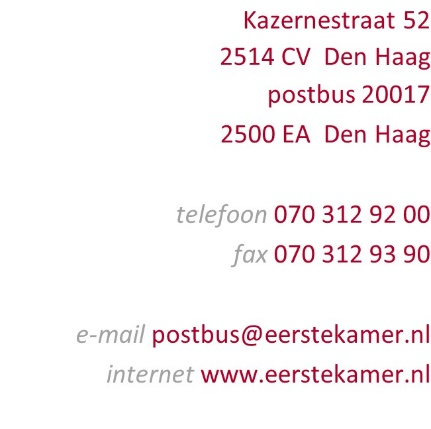 Kazernestraat 52
2514 CV Den Haag
postbus 20017
2500 EA Den Haag
telefoon 070 312 92 00
fax 070 312 93 90
e-mail postbus@eerstekamer.nl
internet www.eerstekamer.nl